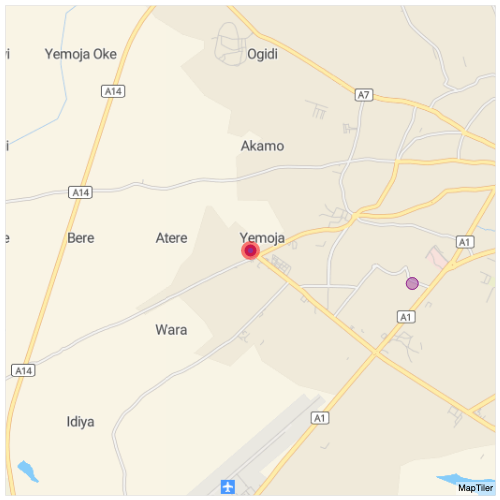 Yemoja Oke
Ogidi
A14
A7
Akamo
A14
Bere
Atere
Yemoja
A1
A1
Wara
A14
A1
Idiya
MapTiler